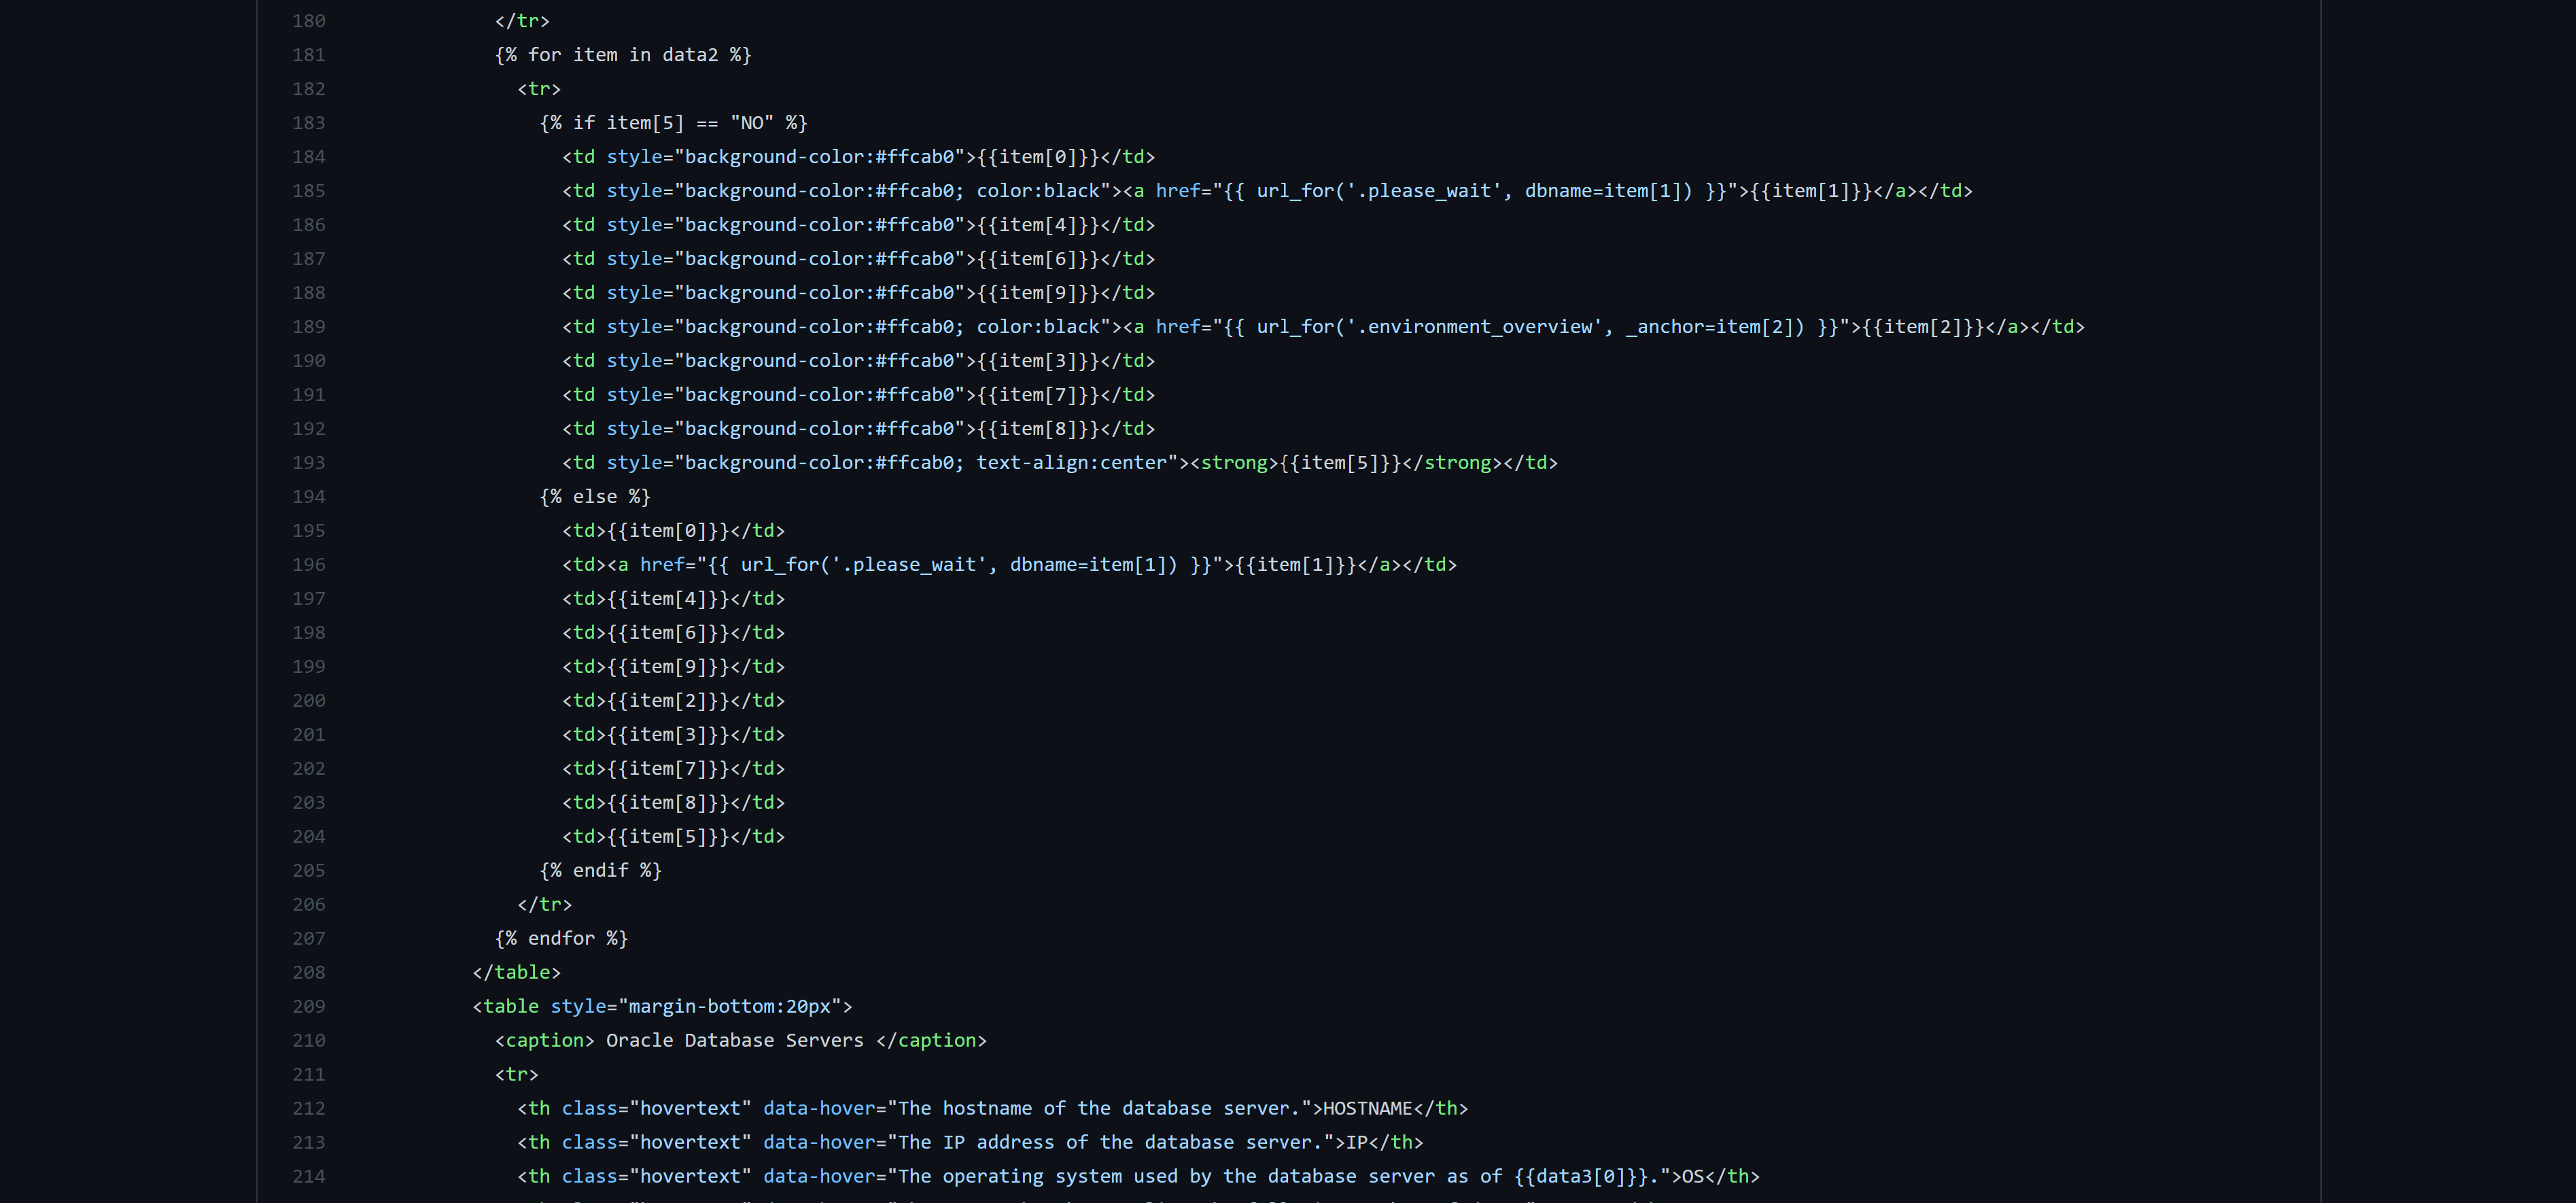 180 </tr>
181 {% for item in data2 %}
182 <tr>
183 {% if item[5] == "NO" %}
184 <td style="background-color:#ffcab0">{{item[0]}}</td>
185 <td style="background-color:#ffcab0; color:black"><a href="{{ url_for('.please_wait', dbname=item[1]) }}">{{item[1]}}</a></td>
186 <td style="background-color:#ffcab0">{{item[4]}}</td>
187 <td style="background-color:#ffcab0">{{item[6]}}</td>
188 <td style="background-color:#ffcab0">{{item[9]}}</td>
189 <td style="background-color:#ffcab0; color:black"><a href="{{ url_for('.environment_overview', _anchor=item[2]) }}">{{item[2]}}</a></td>
190 <td style="background-color:#ffcab0">{{item[3]}}</td>
191 <td style="background-color:#ffcab0">{{item[7]}}</td>
192 <td style="background-color:#ffcab0">{{item[8]}}</td>
193 <td style="background-color:#ffcab0; text-align:center"><strong>{{item[5]}}</strong></td>
194 {% else %}
195 <td>{{item[0]}}</td>
196 <td><a href="{{ url_for('.please_wait', dbname=item[1]) }}">{{item[1]}}</a></td>
197 <td>{{item[4]}}</td>
198 <td>{{item[6]}}</td>
199 <td>{{item[9]}}</td>
200 <td>{{item[2]}}</td>
201 <td>{{item[3]}}</td>
202 <td>{{item[7]}}</td>
203 <td>{{item[8]}}</td>
204 <td>{{item[5]}}</td>
205 {% endif %}
206 </tr>
207 {% endfor %}
208 </table>
209 <table style="margin-bottom:20px">
210 <caption> Oracle Database Servers </caption>
211 <tr>
212 <th class="hovertext" data-hover="The hostname of the database server.">HOSTNAME</th>
213 <th class="hovertext" data-hover="The IP address of the database server.">IP</th>
214 <th class="hovertext" data-hover="The operating system used by the database server as of {{data3[0]}}.">OS</th>